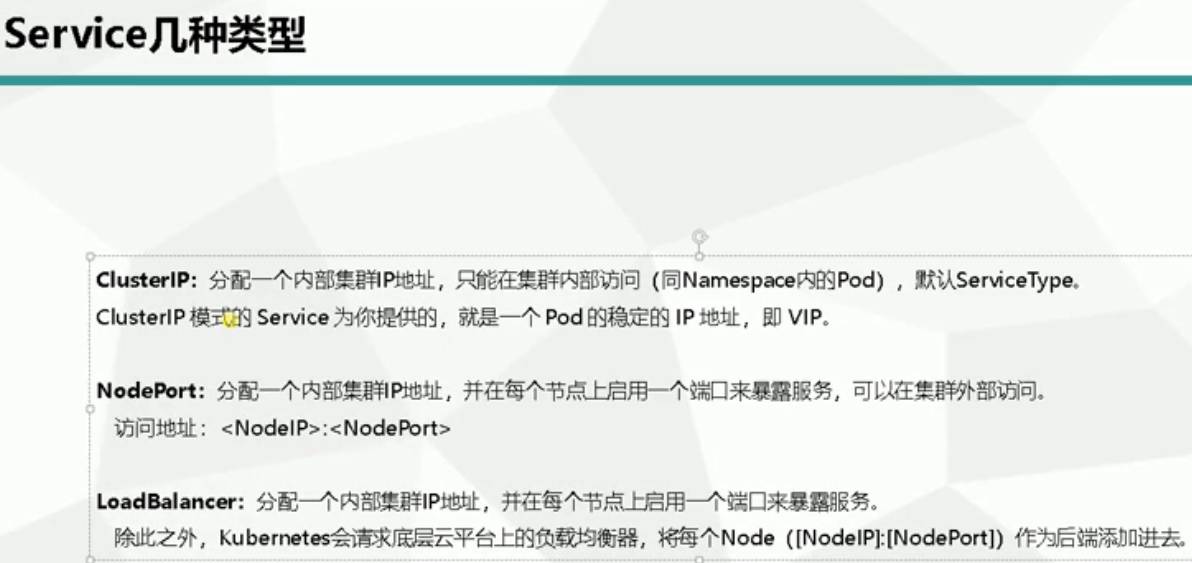 Service几种类型
ClusterIP：分配一个内部集群IP地址，只能在集群内部访问（同Namespace内的Pod），默认ServiceType。
ClusterIP 模式的 Service 为你提供的，就是一个 Pod 的稳定的 IP 地址，即 VIP。
NodePort：分配一个内部集群IP地址，并在每个节点上启用一个端口来暴露服务，可以在集群外部访问。
访问地址：<NodeIP>:<NodePort>
LoadBalancer：分配一个内部集群IP地址，并在每个节点上启用一个端口来暴露服务。
除此之外，Kubernetes会请求底层云平台上的负载均衡器，将每个Node（[NodeIP]:[NodePort]）作为后端添加进去。